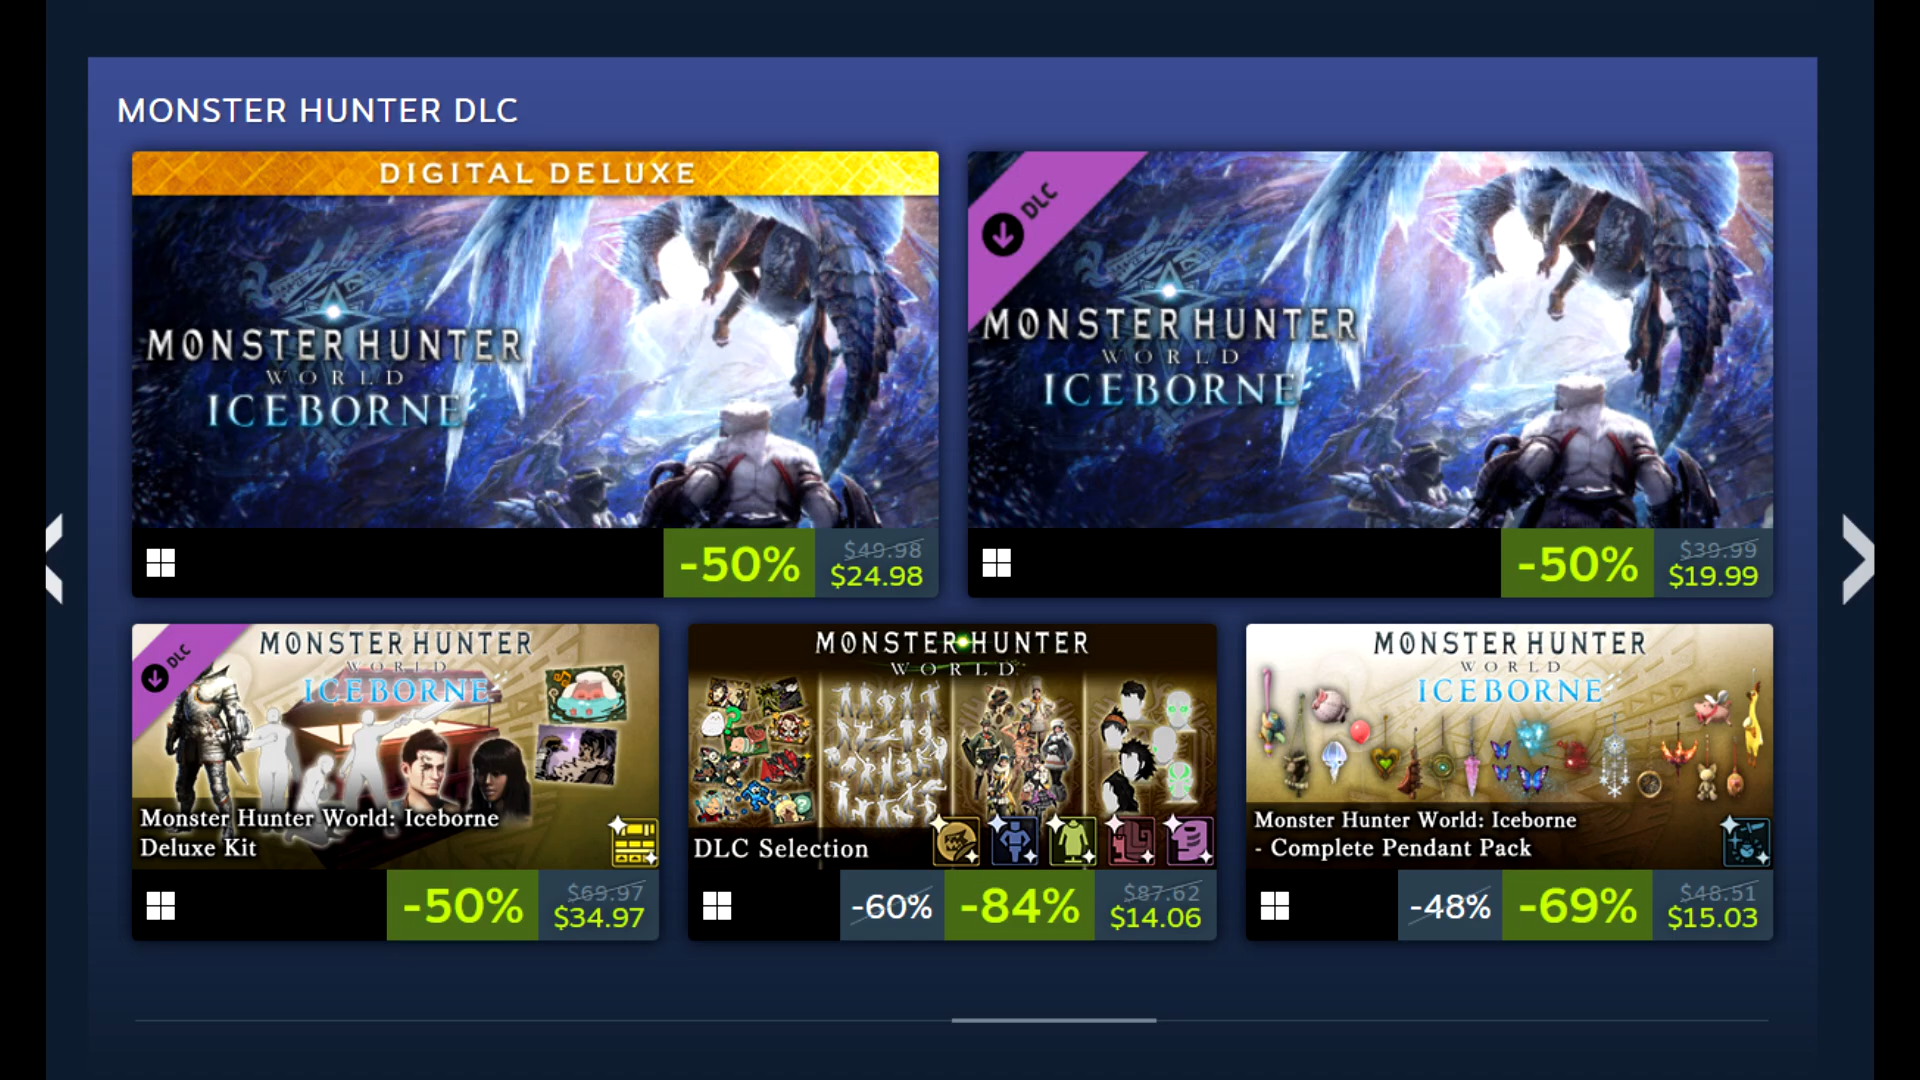 MONSTER HUNTER DLC
DIGITAL DELUXE
MONSTER HUNTER
WORLD
ICEBORNE
-50%
$49.98
$24.98
DLC
MONSTER HUNTER
WORLD
ICEBORNE
-50%
$39.99
$19.99
DLC
MONSTER HUNTER
WORLD
ICEBORNE
Monster Hunter World: Iceborne
Deluxe Kit
-50%
$69.97
$34.97
MONSTER HUNTER
WORLD
DLC Selection
-60%
-84%
$87.62
$14.06
MONSTER HUNTER
WORLD
ICEBORNE
Monster Hunter World: Iceborne
- Complete Pendant Pack
-48%
-69%
$48.51
$15.03